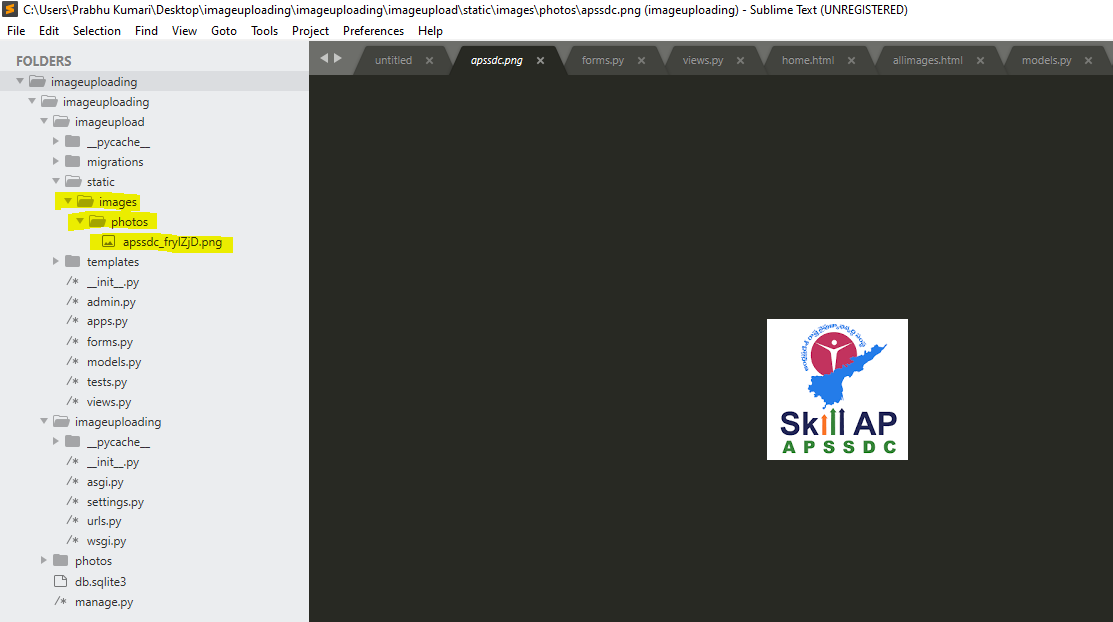 C:\Users\Prabhu Kumari\Desktop\imageuploading\imageuploading\imageupload\static\images\photos\apssdc.png (imageuploading) - Sublime Text (UNREGISTERED)
File Edit Selection Find View Goto Tools Project Preferences Help
FOLDERS
imageuploading
imageuploading
imageupload
__pycache__
migrations
static
images
photos
apssdc_fryIZjD.png
templates
/* __init__.py
/* admin.py
/* apps.py
/* forms.py
/* models.py
/* tests.py
/* views.py
imageuploading
__pycache__
/* __init__.py
/* asgi.py
/* settings.py
/* urls.py
/* wsgi.py
photos
db.sqlite3
/* manage.py
untitled × apssdc.png × forms.py × views.py × home.html × allimages.html × models.py ×
Skill AP
APSSDC